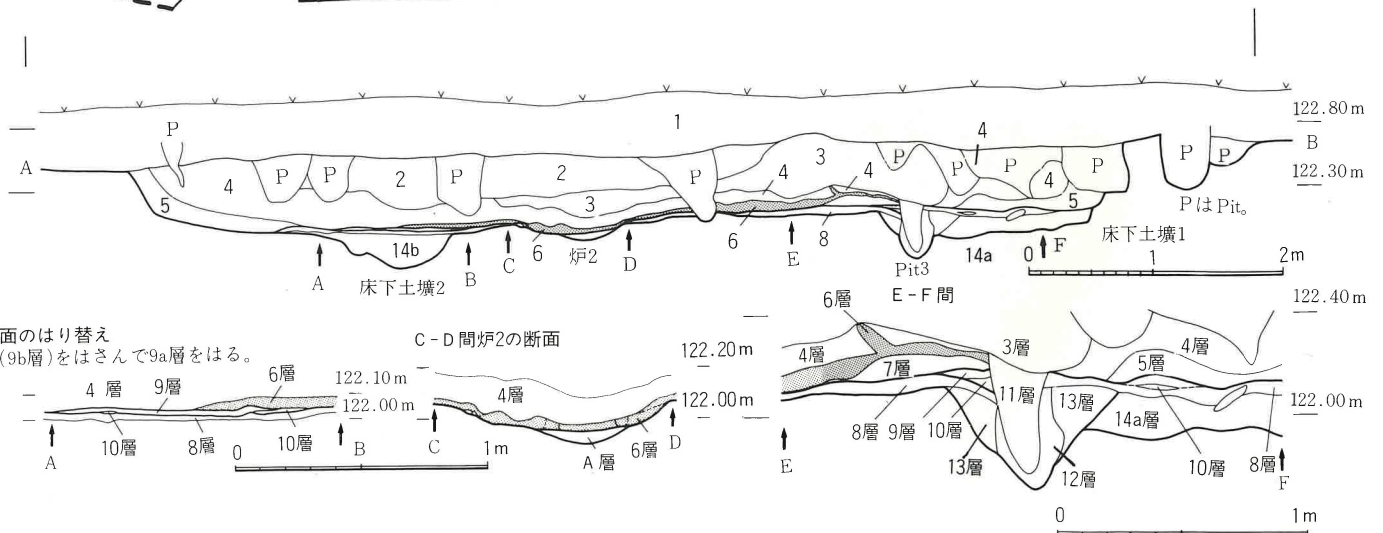 122.80m
1
P
4
A
B
3
P
P
P
4
2
P
2
P
4
4
P
P
P
4
P
P
P
122.30m
5
3
5
PはPit。
14b
6
炉2
6
8
14a
床下土壙1
A
床下土壙2
B
C
D
E
Pit3
F
0 1 2m
E-F間
122.40m
面のはり替え
(9b層)をはさんで9a層をはる。
C-D間炉2の断面
6層
122.20m
4層
3層
4層
4層 9層 6層
122.10m
4層
7層
5層
122.00m
122.00m
11層
13層
122.00m
14a層
10層 8層 10層
8層 9層 10層
A
B
C
A層
6層
D
E
13層
12層
10層
8層
F
0 1m
0 1m